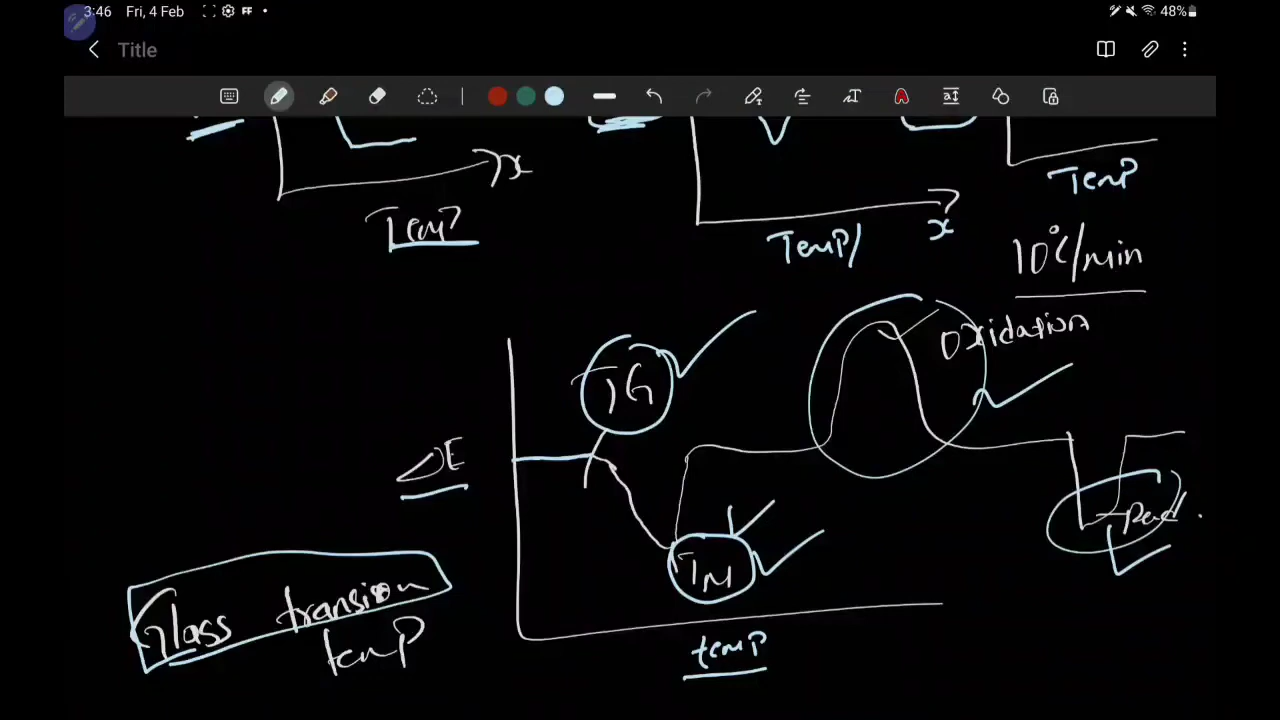 3:46 Fri, 4 Feb
48%
Title
x
Temp
Temp/
x
Temp
10°C/min
TG
Oxidation
ΔE
TM
Glass transion
temp
temp